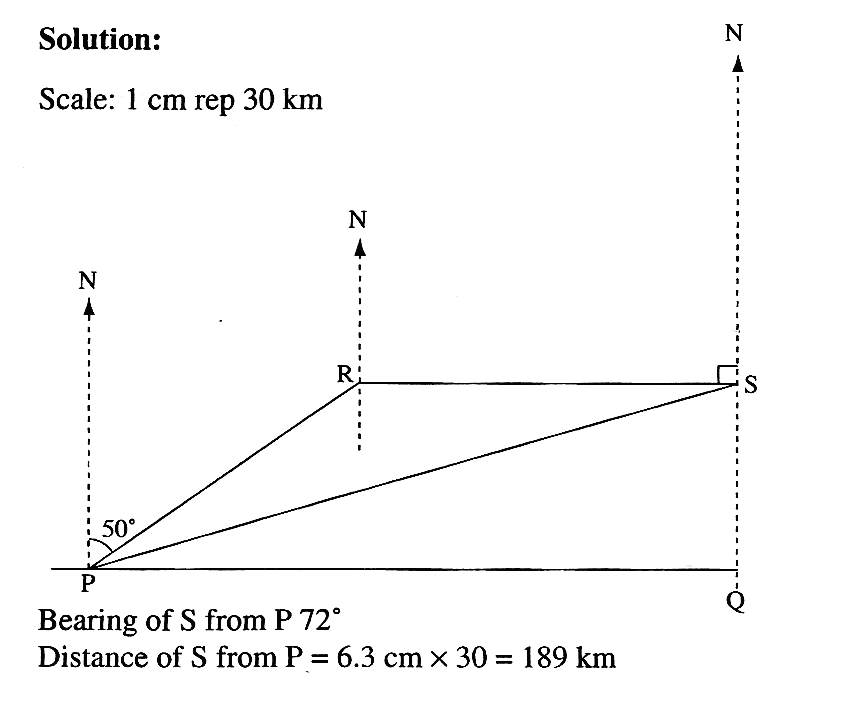 Solution:
N
Scale: 1 cm rep 30 km
N
N
R
S
50°
P
Q
Bearing of S from P 72°
Distance of S from P = 6.3 cm × 30 = 189 km